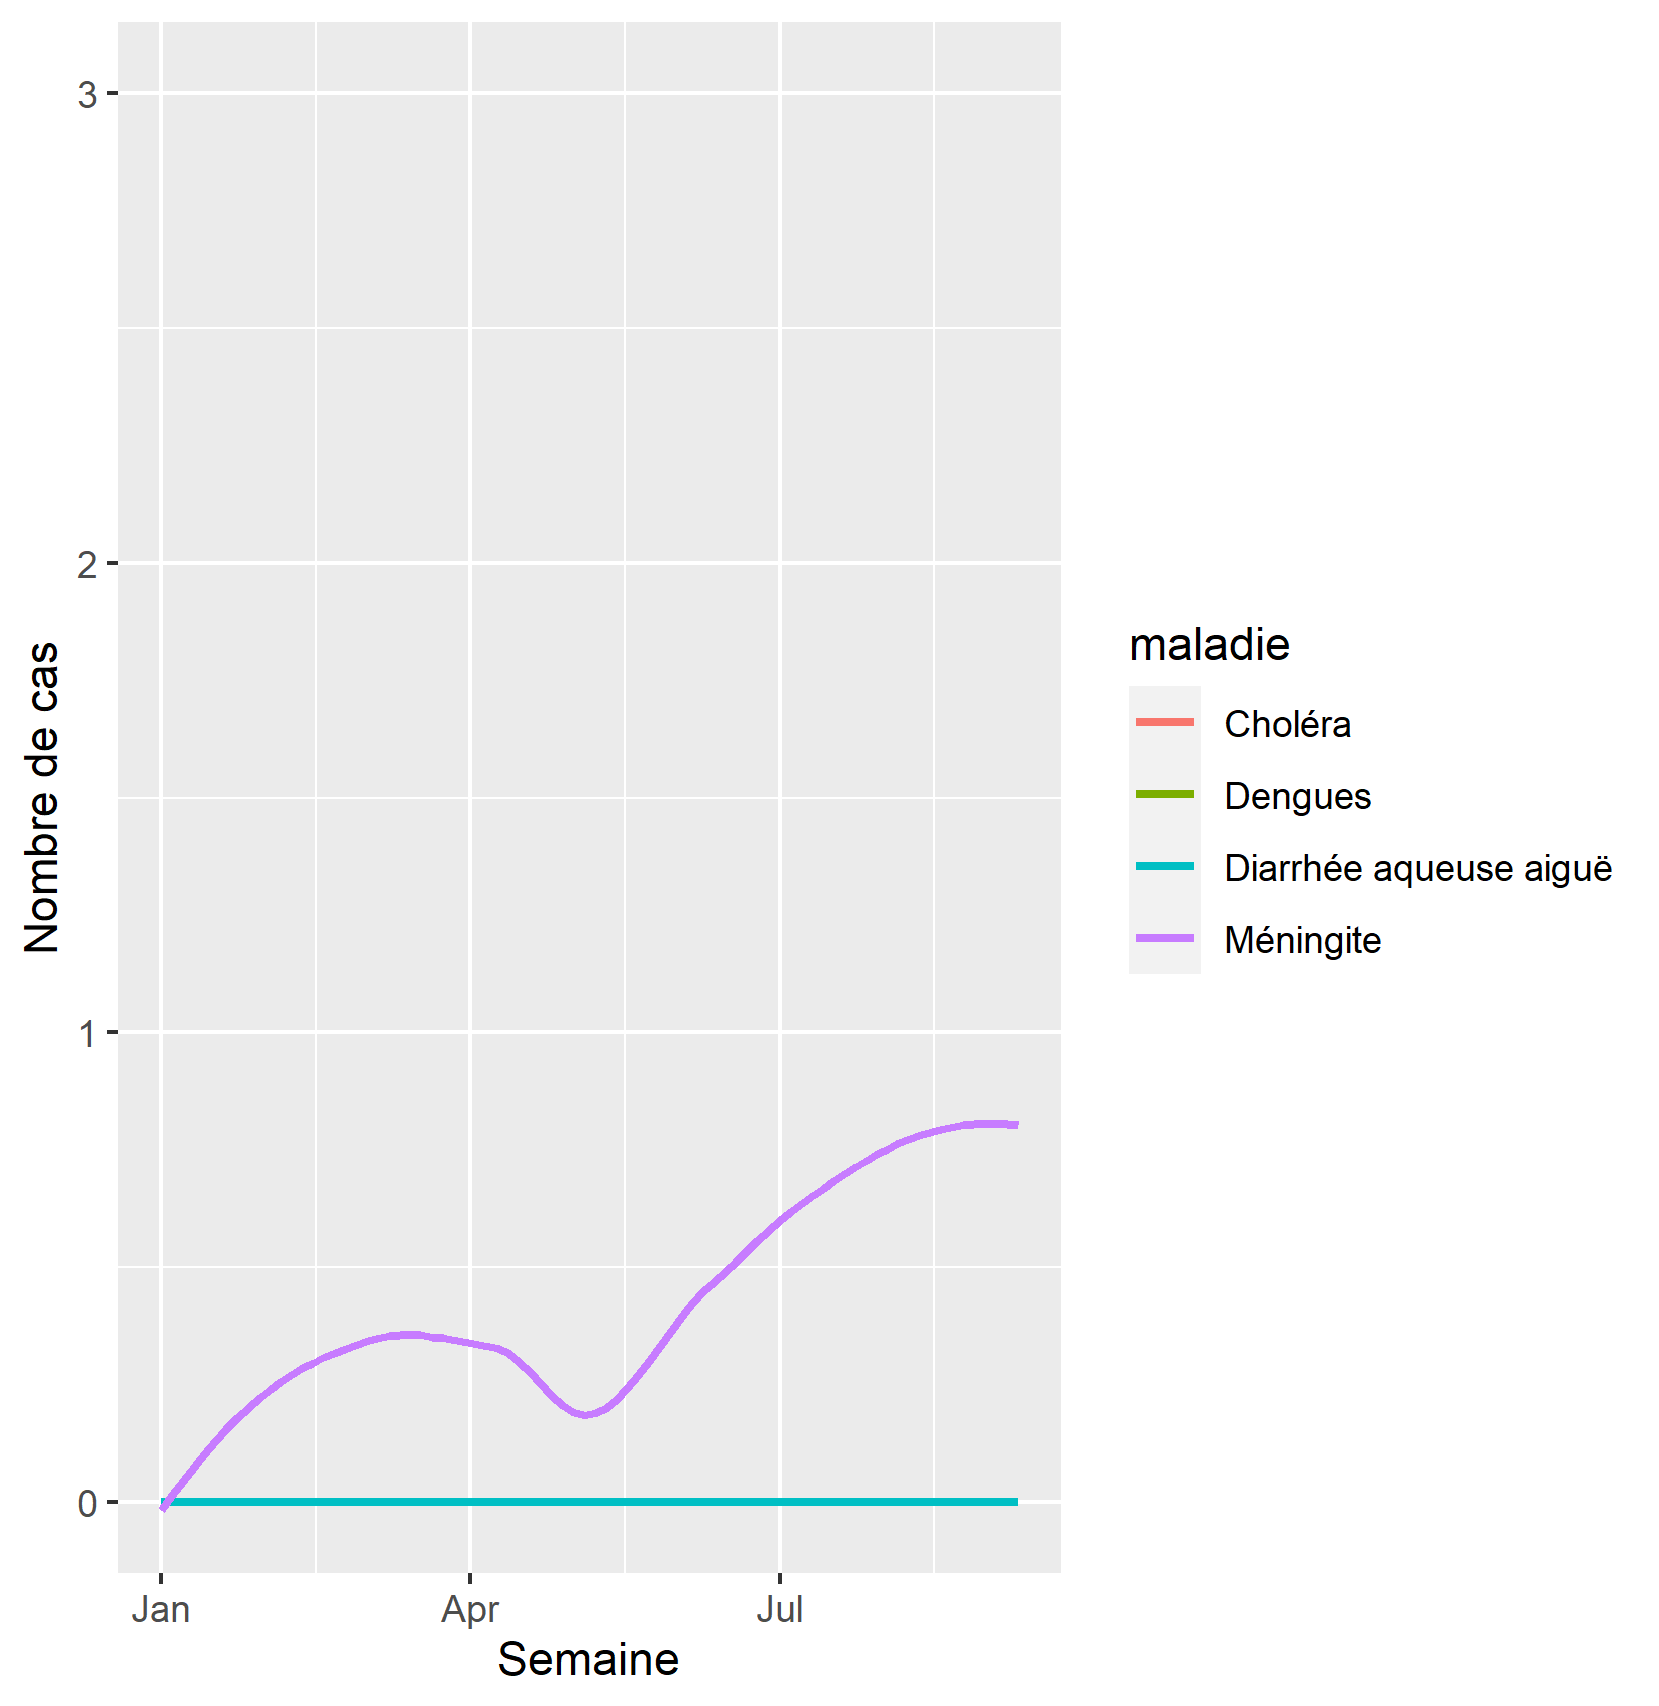 3
2
1
0
Nombre de cas
Jan
Apr
Jul
Semaine
maladie
Choléra
Dengues
Diarrhée aqueuse aiguë
Méningite